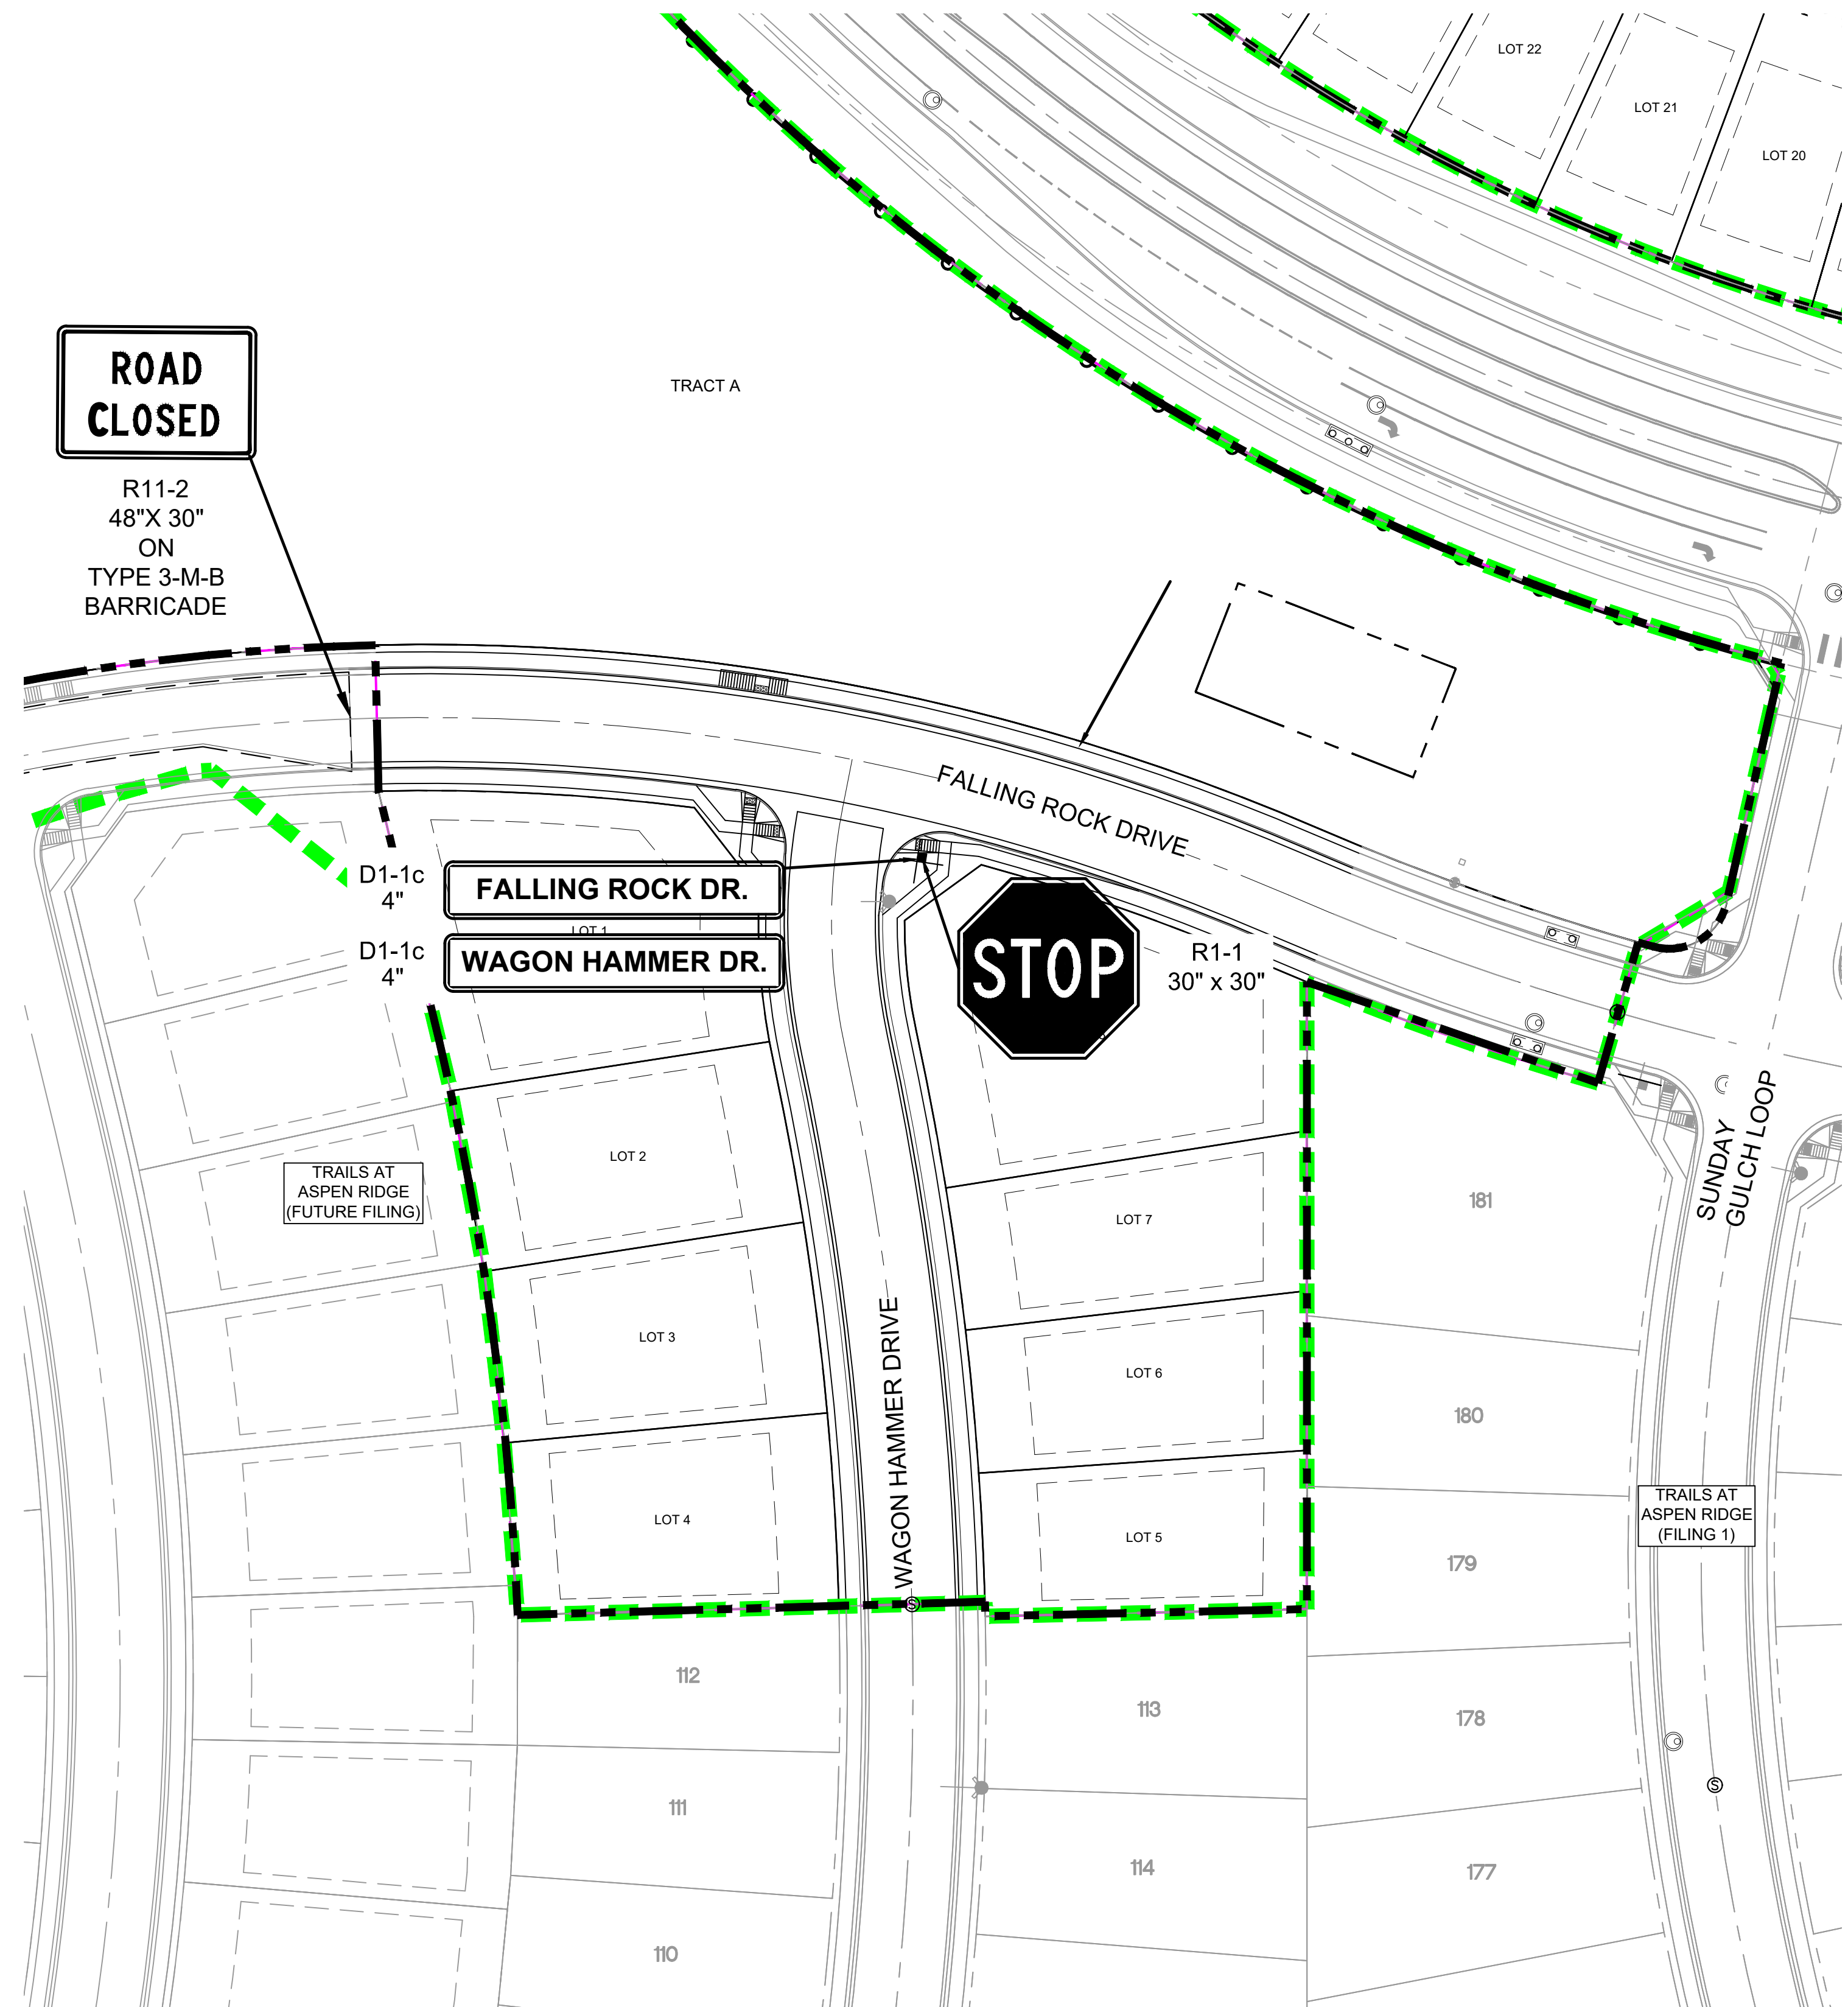 LOT 22
LOT 21
LOT 20
ROAD
CLOSED
TRACT A
R11-2
48"X 30"
ON
TYPE 3-M-B
BARRICADE
FALLING ROCK DRIVE
D1-1c
4"
FALLING ROCK DR.
LOT 1
D1-1c
4"
WAGON HAMMER DR.
STOP
R1-1
30" x 30"
SUNDAY
GULCH LOOP
TRAILS AT
ASPEN RIDGE
(FUTURE FILING)
LOT 2
LOT 7
181
LOT 3
WAGON HAMMER DRIVE
LOT 6
180
LOT 4
LOT 5
TRAILS AT
ASPEN RIDGE
(FILING 1)
179
S
112
113
178
S
111
114
177
110